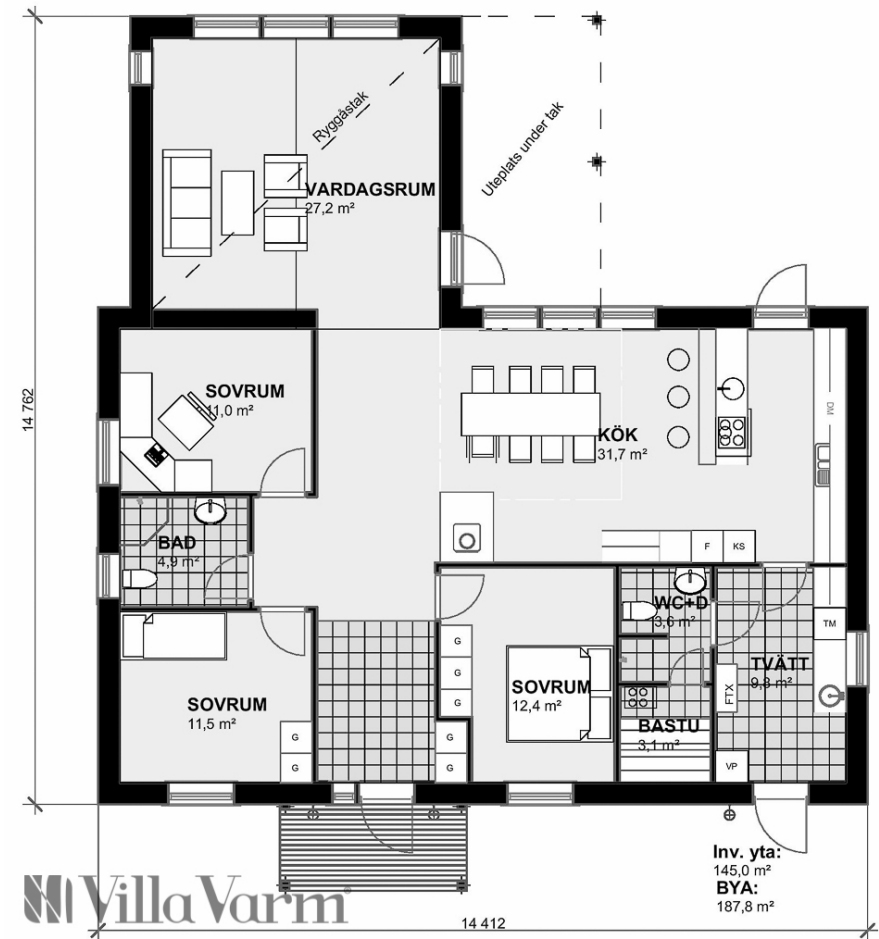 Ryggåstak
Uteplats under tak
VARDAGSRUM
27,2 m²
14 762
SOVRUM
11,0 m²
KÖK
31,7 m²
DM
BAD
4,9 m²
F
KS
WC+D
3,6 m²
TM
TVÄTT
9,8 m²
FTX
G
G
G
SOVRUM
12,4 m²
SOVRUM
11,5 m²
BASTU
3,1 m²
G
G
G
G
VP
Inv. yta:
145,0 m²
BYA:
187,8 m²
Villa Varm®
14 412